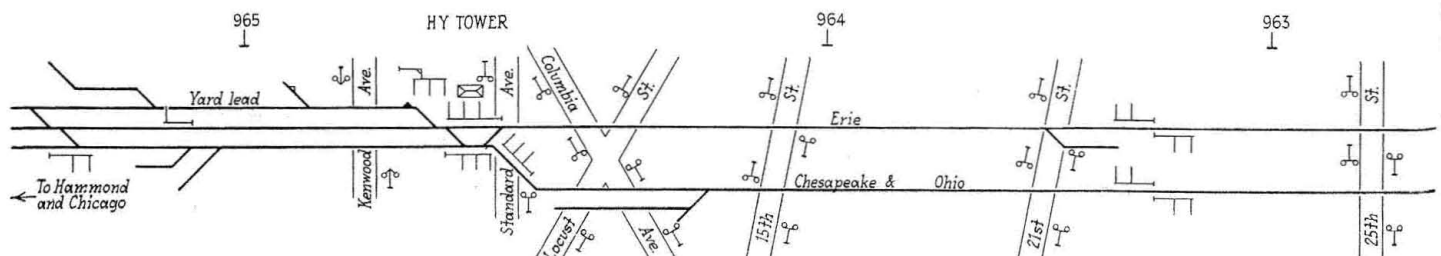 965
HY TOWER
964
963
Ave.
Ave.
Columbia
St.
St.
St.
St.
Yard lead
Erie
To Hammond
and Chicago
Kenwood
Standard
Locust
Ave.
Chesapeake & Ohio
15th
21st
25th